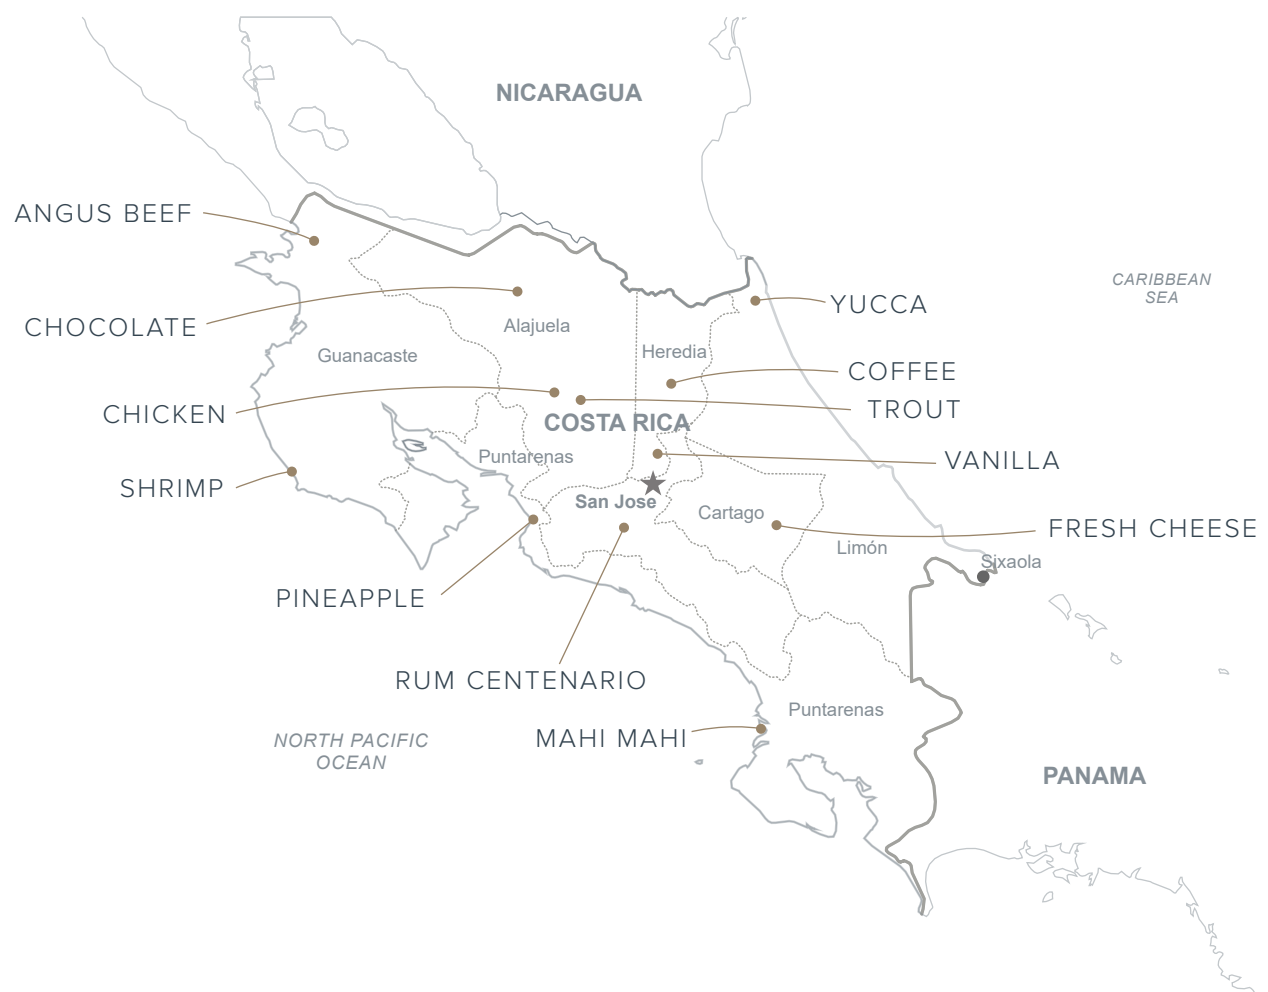 NICARAGUA
ANGUS BEEF
CARIBBEAN
SEA
YUCCA
CHOCOLATE
Alajuela
Guanacaste
Heredia
COFFEE
TROUT
CHICKEN
COSTA RICA
Puntarenas
VANILLA
SHRIMP
San Jose
Cartago
FRESH CHEESE
Limón
Sixaola
PINEAPPLE
RUM CENTENARIO
Puntarenas
MAHI MAHI
NORTH PACIFIC
OCEAN
PANAMA